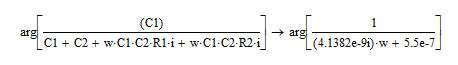 arg[(C1)/(C1 + C2 + w·C1·C2·R1·i + w·C1·C2·R2·i)] → arg[1/((4.1382e-9i)·w + 5.5e-7)]